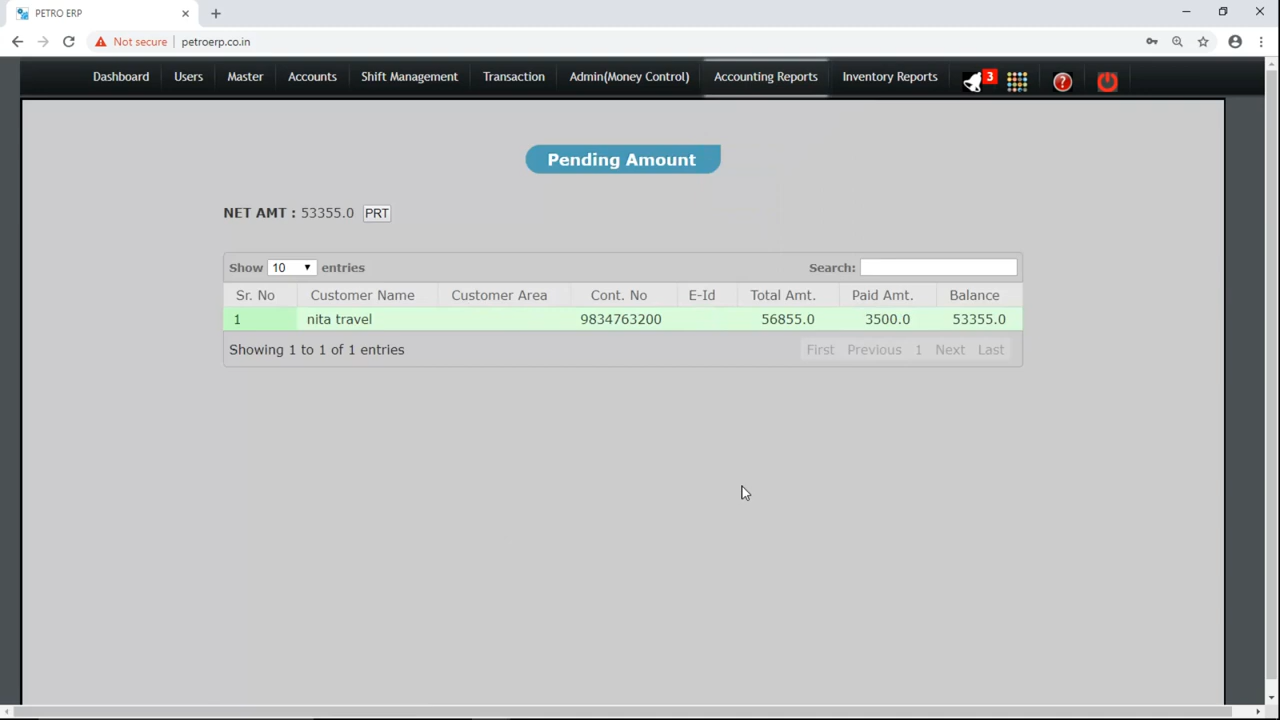 PETRO ERP
Not secure petroerp.co.in
Dashboard Users Master Accounts Shift Management Transaction Admin(Money Control) Accounting Reports Inventory Reports 3 ?
Pending Amount
NET AMT : 53355.0 PRT
Show 10 entries Search:
Sr. No Customer Name Customer Area Cont. No E-Id Total Amt. Paid Amt. Balance
1 nita travel 9834763200 56855.0 3500.0 53355.0
Showing 1 to 1 of 1 entries First Previous 1 Next Last